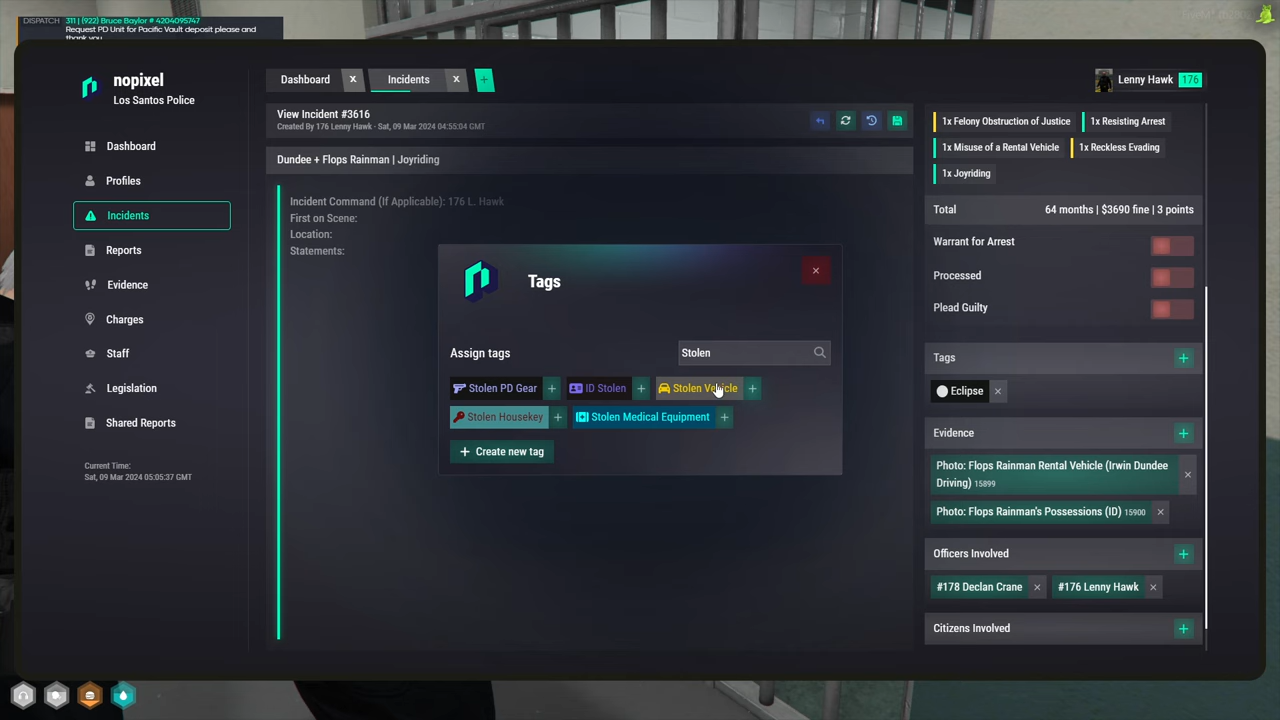 DISPATCH
311 | (922) Bruce Baylor # 4204095747
Request PD Unit for Pacific Vault deposit please and
thank you
nopixel
Los Santos Police
Dashboard
Profiles
Incidents
Reports
Evidence
Charges
Staff
Legislation
Shared Reports
Current Time:
Sat, 09 Mar 2024 05:05:37 GMT
Dashboard x Incidents x +
Lenny Hawk 176
View Incident #3616
Created By 176 Lenny Hawk - Sat, 09 Mar 2024 04:55:04 GMT
Dundee + Flops Rainman | Joyriding
Incident Command (If Applicable): 176 L. Hawk
First on Scene:
Location:
Statements:
Tags
Assign tags
Stolen
Stolen PD Gear + ID Stolen + Stolen Vehicle +
Stolen Housekey + Stolen Medical Equipment +
+ Create new tag
1x Felony Obstruction of Justice 1x Resisting Arrest
1x Misuse of a Rental Vehicle 1x Reckless Evading
1x Joyriding
Total 64 months | $3690 fine | 3 points
Warrant for Arrest
Processed
Plead Guilty
Tags +
Eclipse x
Evidence +
Photo: Flops Rainman Rental Vehicle (Irwin Dundee
Driving) 15899 x
Photo: Flops Rainman's Possessions (ID) 15900 x
Officers Involved +
#178 Declan Crane x #176 Lenny Hawk x
Citizens Involved +